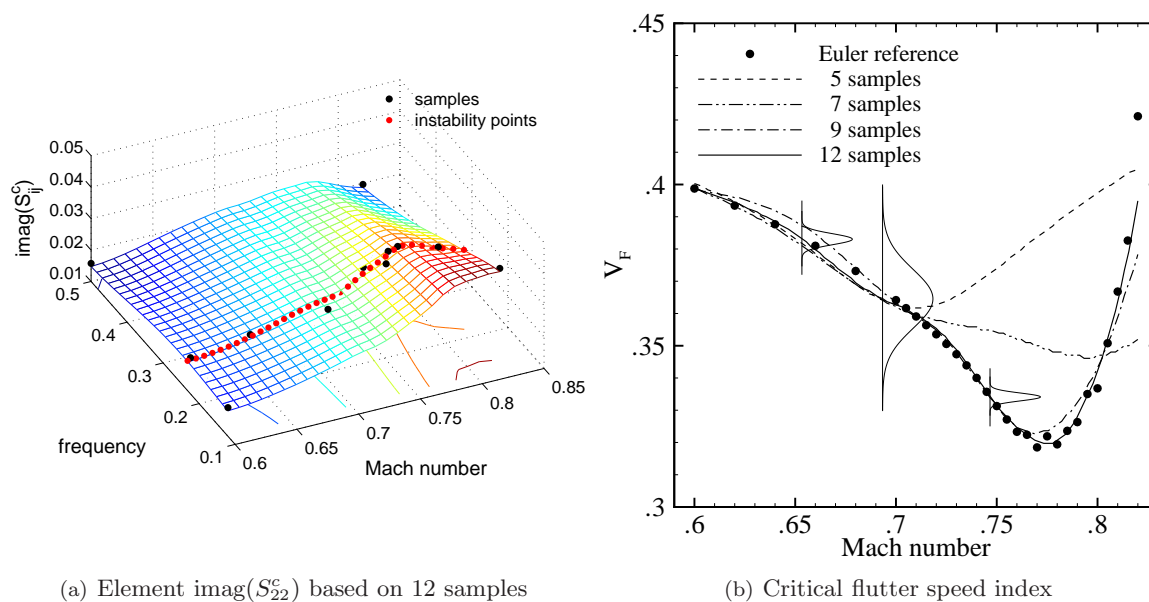 samples
instability points
imag(S^c_ij)
0.05
0.04
0.03
0.02
0.01
0.5
0.4
0.3
0.2
0.1
frequency
0.6
0.65
0.7
0.75
0.8
0.85
Mach number
(a) Element imag(S^c_22) based on 12 samples
Euler reference
5 samples
7 samples
9 samples
12 samples
V_F
.45
.4
.35
.3
.6
.65
.7
.75
.8
Mach number
(b) Critical flutter speed index